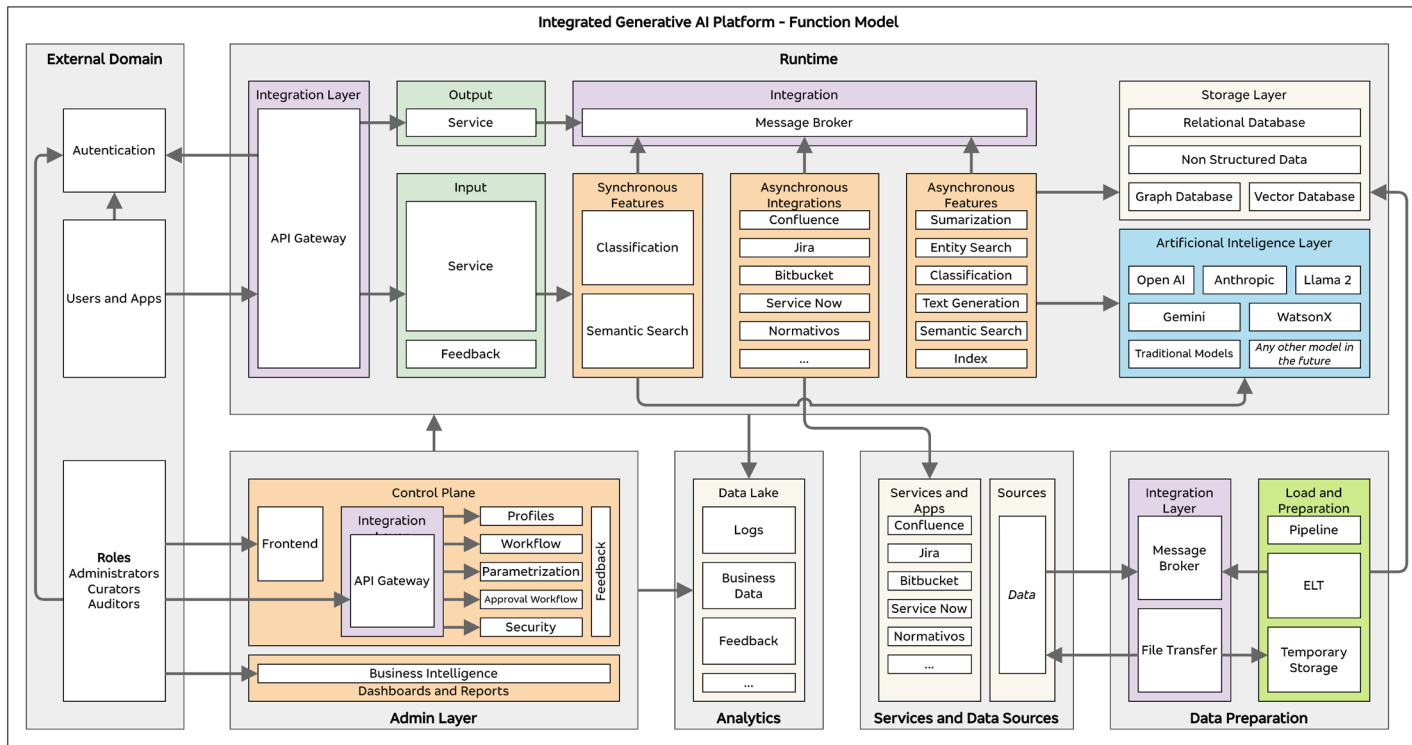 Integrated Generative AI Platform - Function Model
External Domain
Autentication
Users and Apps
Roles
Administrators
Curators
Auditors
Runtime
Integration Layer
API Gateway
Output
Service
Input
Service
Feedback
Integration
Message Broker
Synchronous
Features
Classification
Semantic Search
Asynchronous
Integrations
Confluence
Jira
Bitbucket
Service Now
Normativos
...
Asynchronous
Features
Sumarization
Entity Search
Classification
Text Generation
Semantic Search
Index
Storage Layer
Relational Database
Non Structured Data
Graph Database
Vector Database
Artificional Inteligence Layer
Open AI
Anthropic
Llama 2
Gemini
WatsonX
Traditional Models
Any other model in
the future
Control Plane
Frontend
Integration
API Gateway
Profiles
Workflow
Parametrization
Approval Workflow
Security
Feedback
Business Intelligence
Dashboards and Reports
Admin Layer
Data Lake
Logs
Business
Data
Feedback
...
Analytics
Services and
Apps
Confluence
Jira
Bitbucket
Service Now
Normativos
...
Sources
Data
Services and Data Sources
Integration
Layer
Message
Broker
File Transfer
Load and
Preparation
Pipeline
ELT
Temporary
Storage
Data Preparation